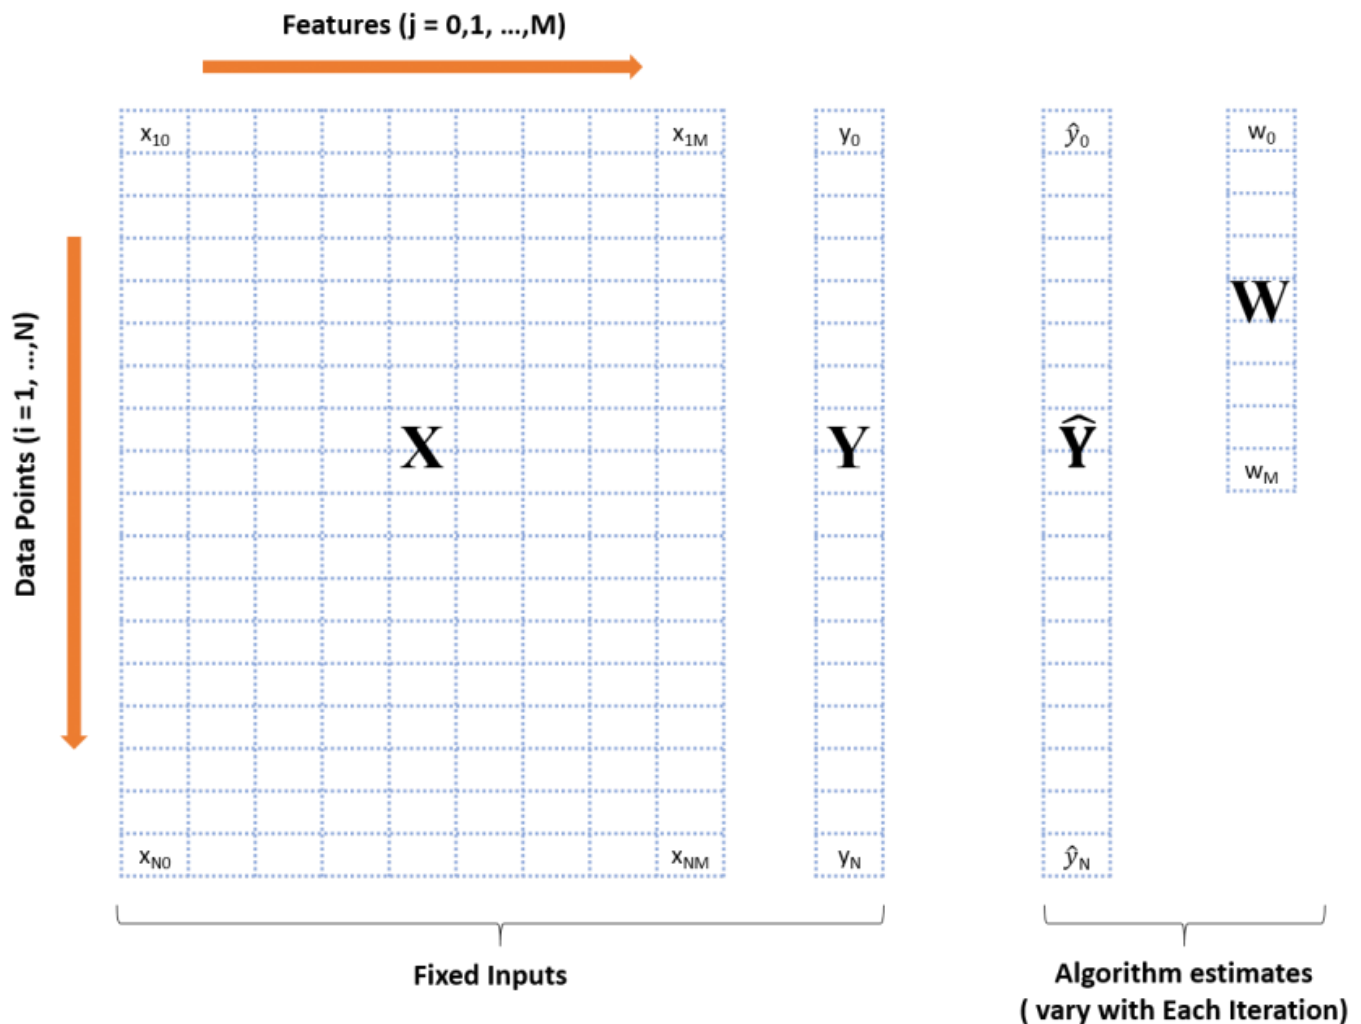 Features (j = 0,1, ...,M)
Data Points (i = 1, ...,N)
x₁₀ x₁M y₀ ŷ₀ w₀
W
X Y Ŷ
wM
xN₀ xNM yN ŷN
Fixed Inputs
Algorithm estimates
( vary with Each Iteration)